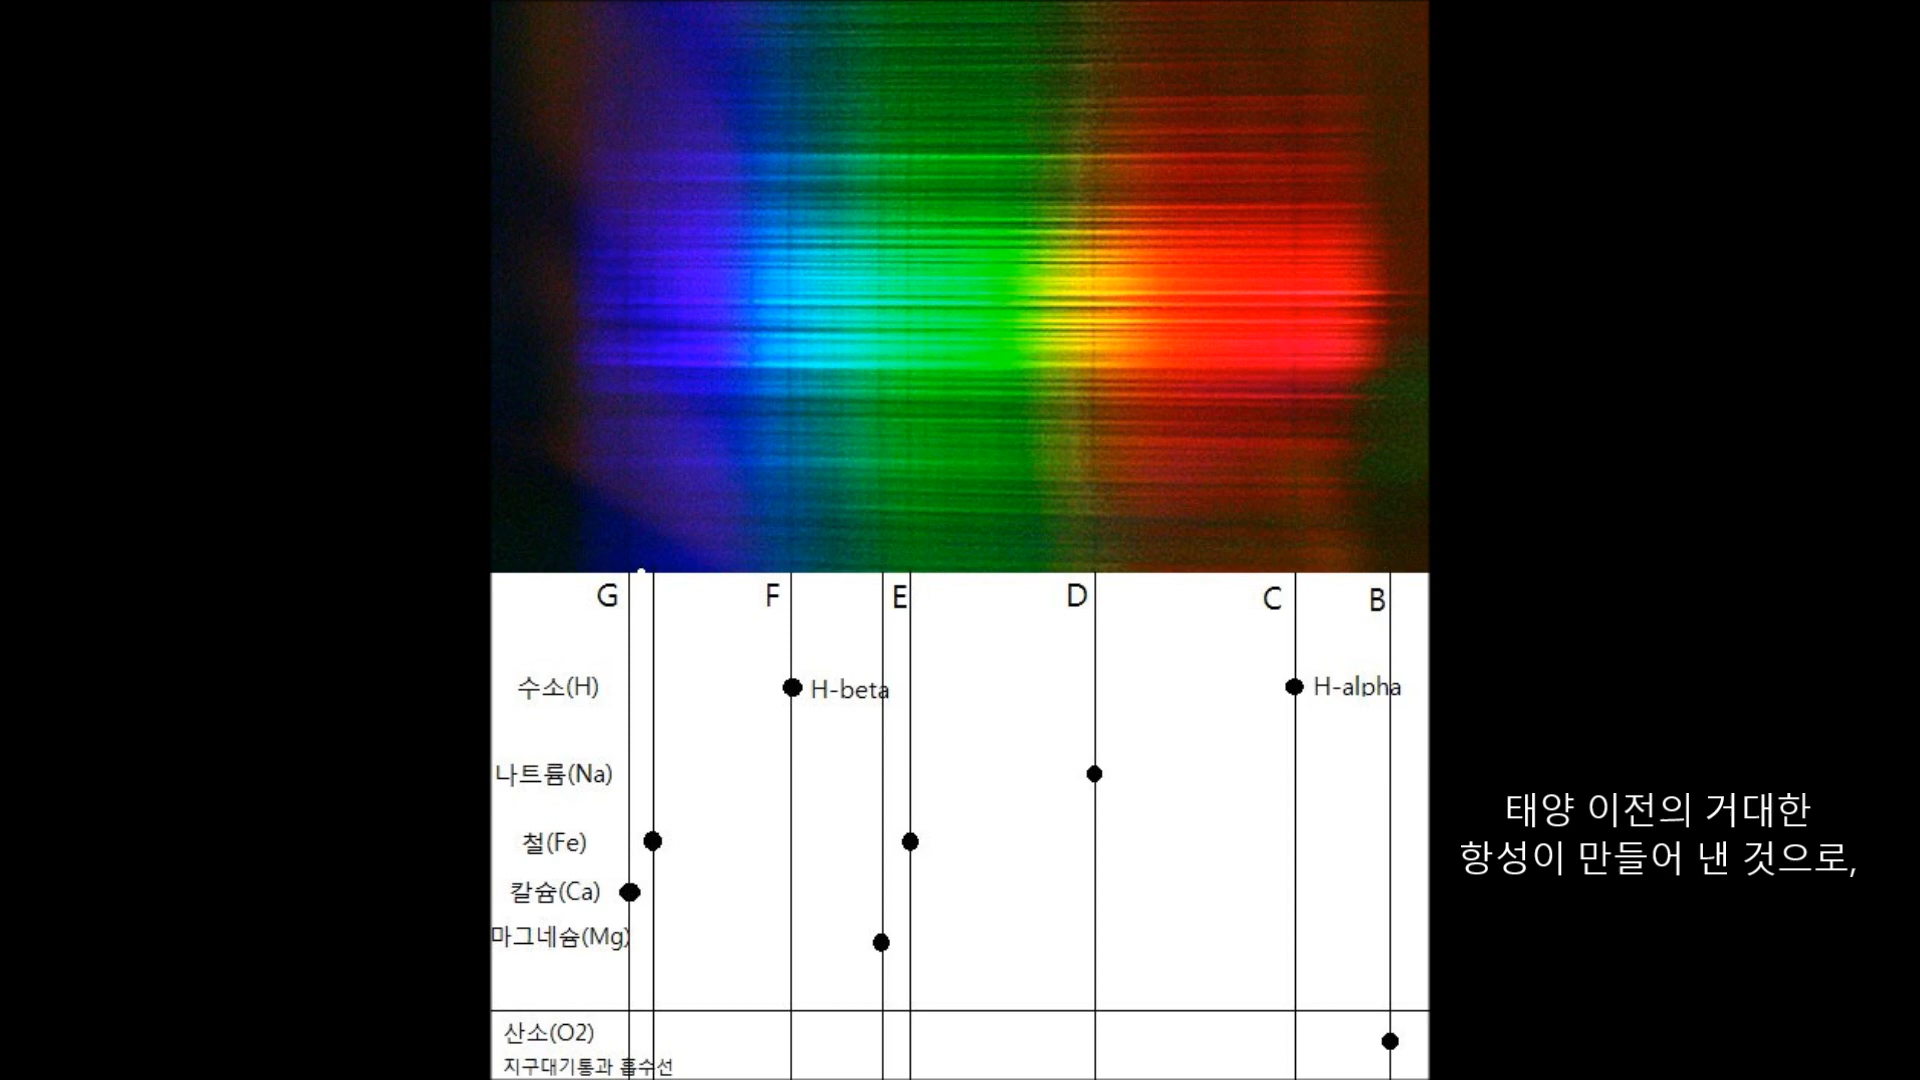 G F E D C B
수소(H) H-beta H-alpha
나트륨(Na)
철(Fe)
칼슘(Ca)
마그네슘(Mg)
산소(O2)
지구대기통과 흡수선
태양 이전의 거대한
항성이 만들어 낸 것으로,